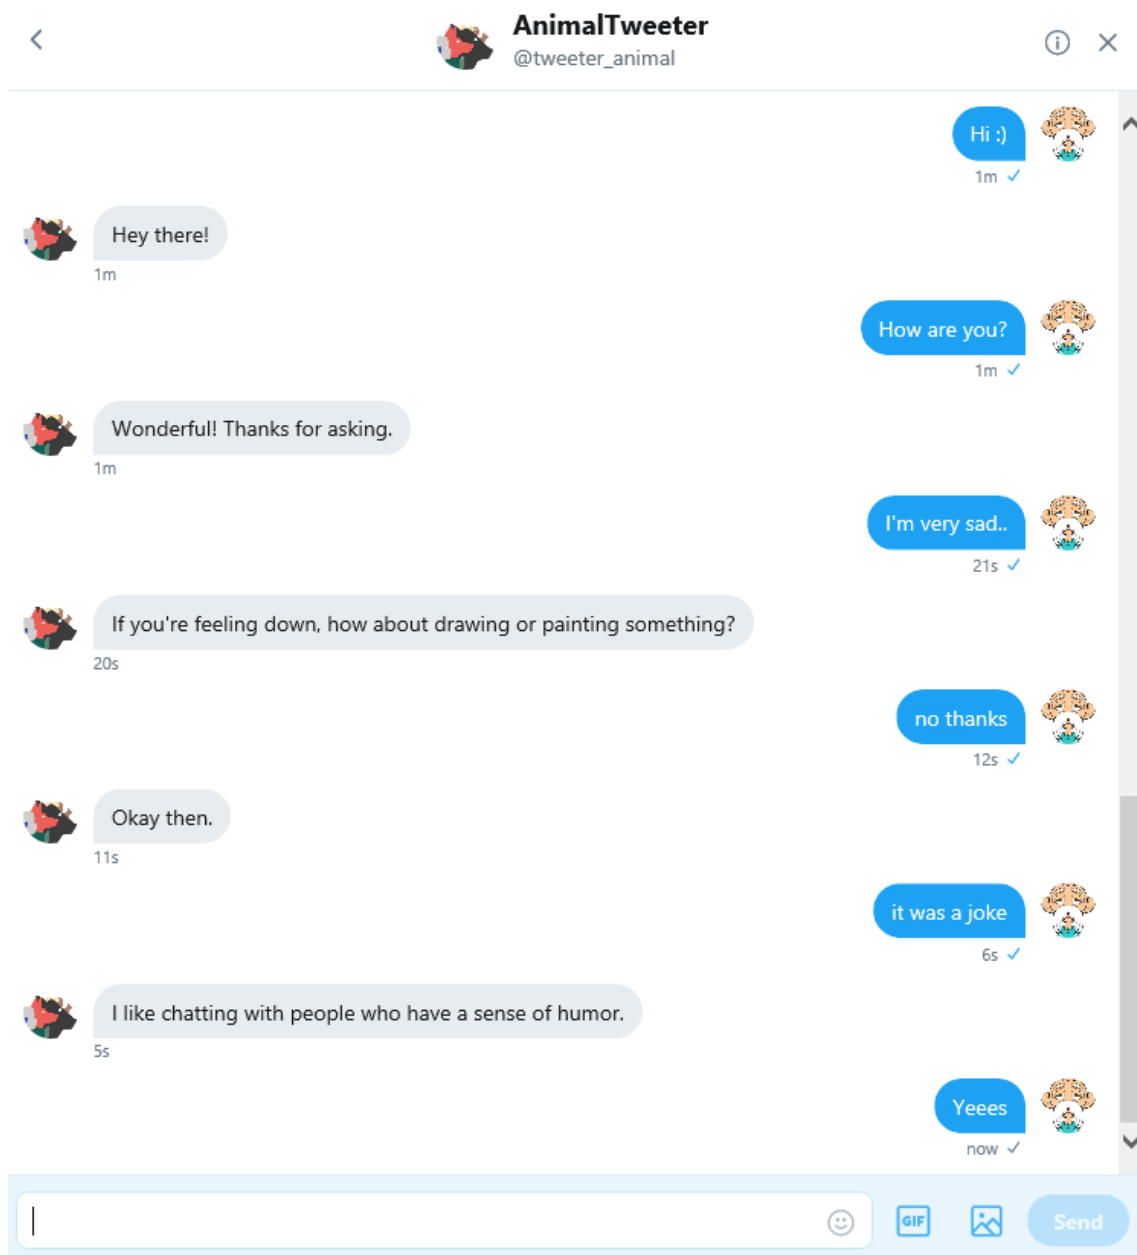 AnimalTweeter
@tweeter_animal
Hi :)
1m
Hey there!
1m
How are you?
1m
Wonderful! Thanks for asking.
1m
I'm very sad..
21s
If you're feeling down, how about drawing or painting something?
20s
no thanks
12s
Okay then.
11s
it was a joke
6s
I like chatting with people who have a sense of humor.
5s
Yeees
now
GIF
Send